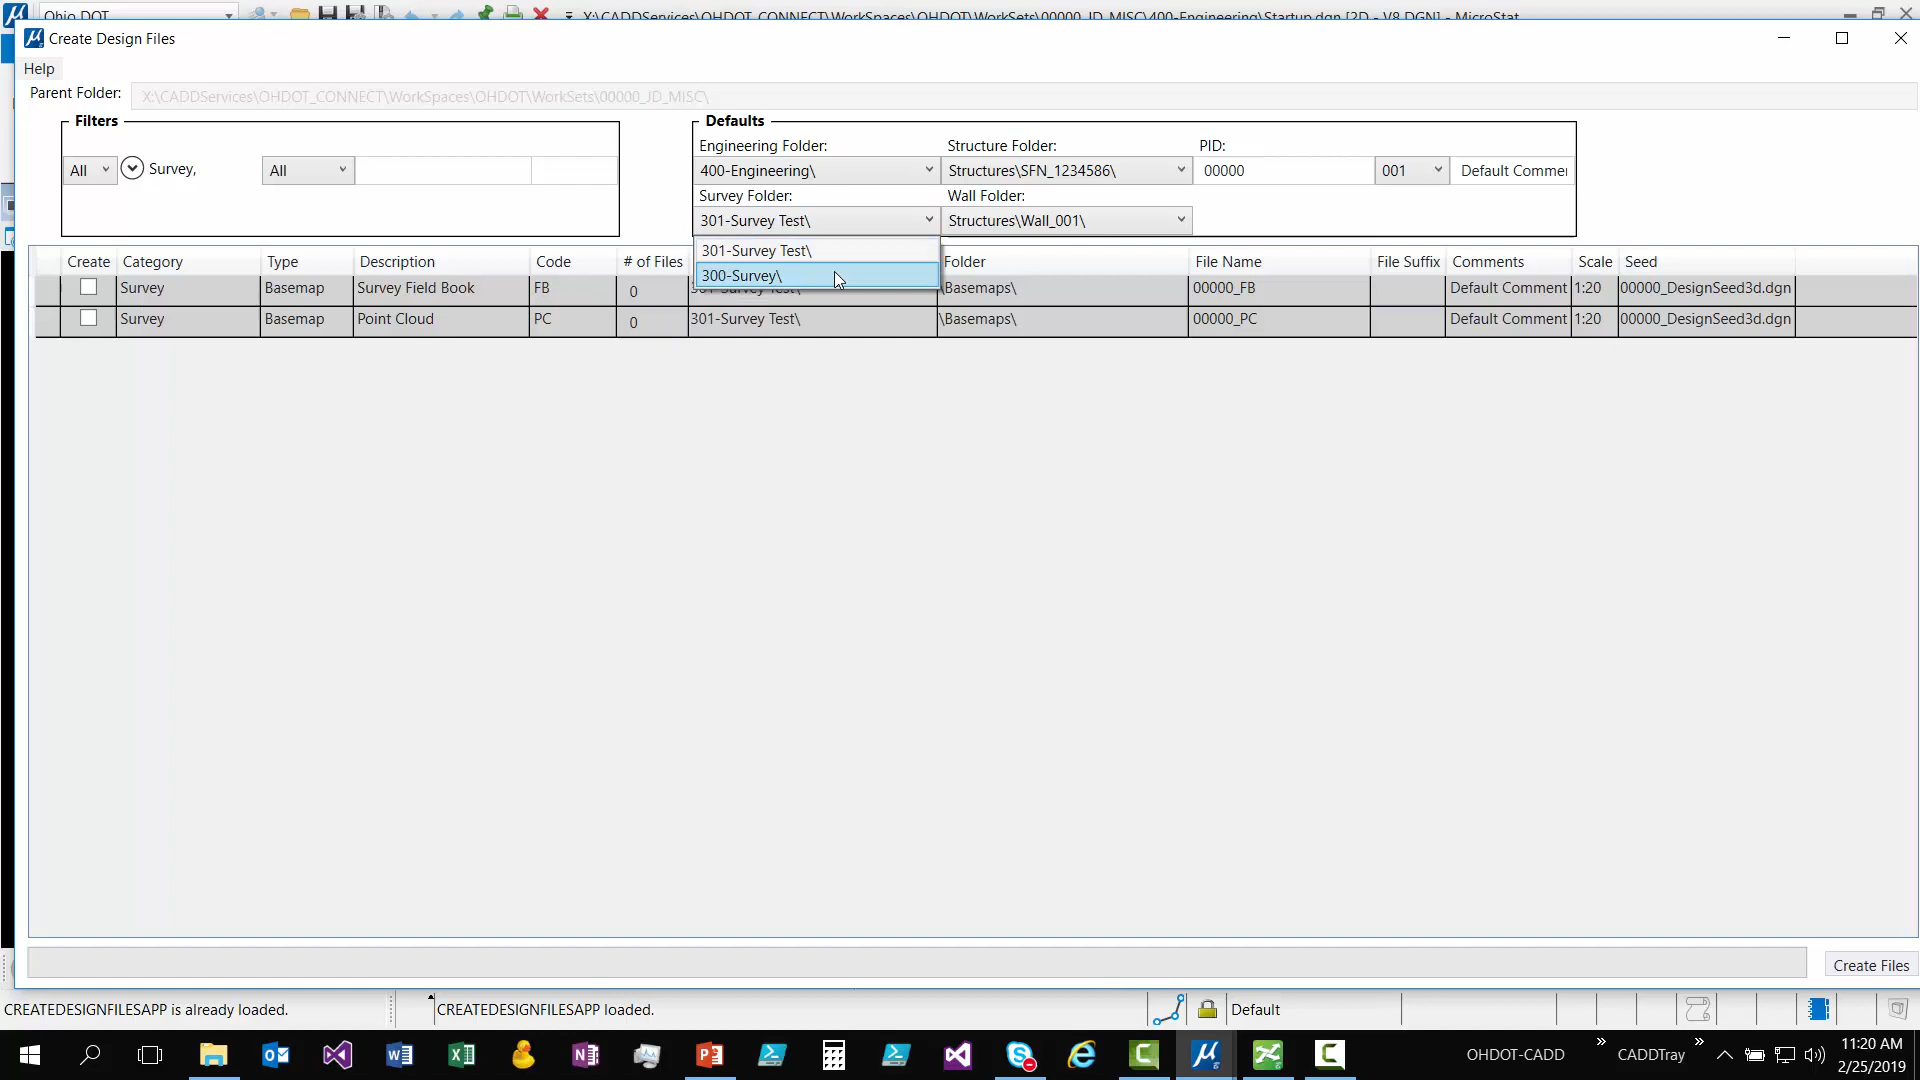 Ohio DOT
X:\CADDServices\OHDOT_CONNECT\WorkSpaces\OHDOT\WorkSets\00000_JD_MISC\400-Engineering\Startup.dgn [2D - V8 DGN] - MicroStat
Create Design Files
Help
Parent Folder: X:\CADDServices\OHDOT_CONNECT\WorkSpaces\OHDOT\WorkSets\00000_JD_MISC\
Filters
Defaults
Engineering Folder: Structure Folder: PID:
All Survey, All 400-Engineering\ Structures\SFN_1234586\ 00000 001 Default Commer
Survey Folder: Wall Folder:
301-Survey Test\ Structures\Wall_001\
301-Survey Test\
300-Survey\
Create Category Type Description Code # of Files Folder File Name File Suffix Comments Scale Seed
Survey Basemap Survey Field Book FB 0 301-Survey Test\ \Basemaps\ 00000_FB Default Comment 1:20 00000_DesignSeed3d.dgn
Survey Basemap Point Cloud PC 0 301-Survey Test\ \Basemaps\ 00000_PC Default Comment 1:20 00000_DesignSeed3d.dgn
Create Files
CREATEDESIGNFILESAPP is already loaded. CREATEDESIGNFILESAPP loaded. Default
OHDOT-CADD CADDTray 11:20 AM
2/25/2019